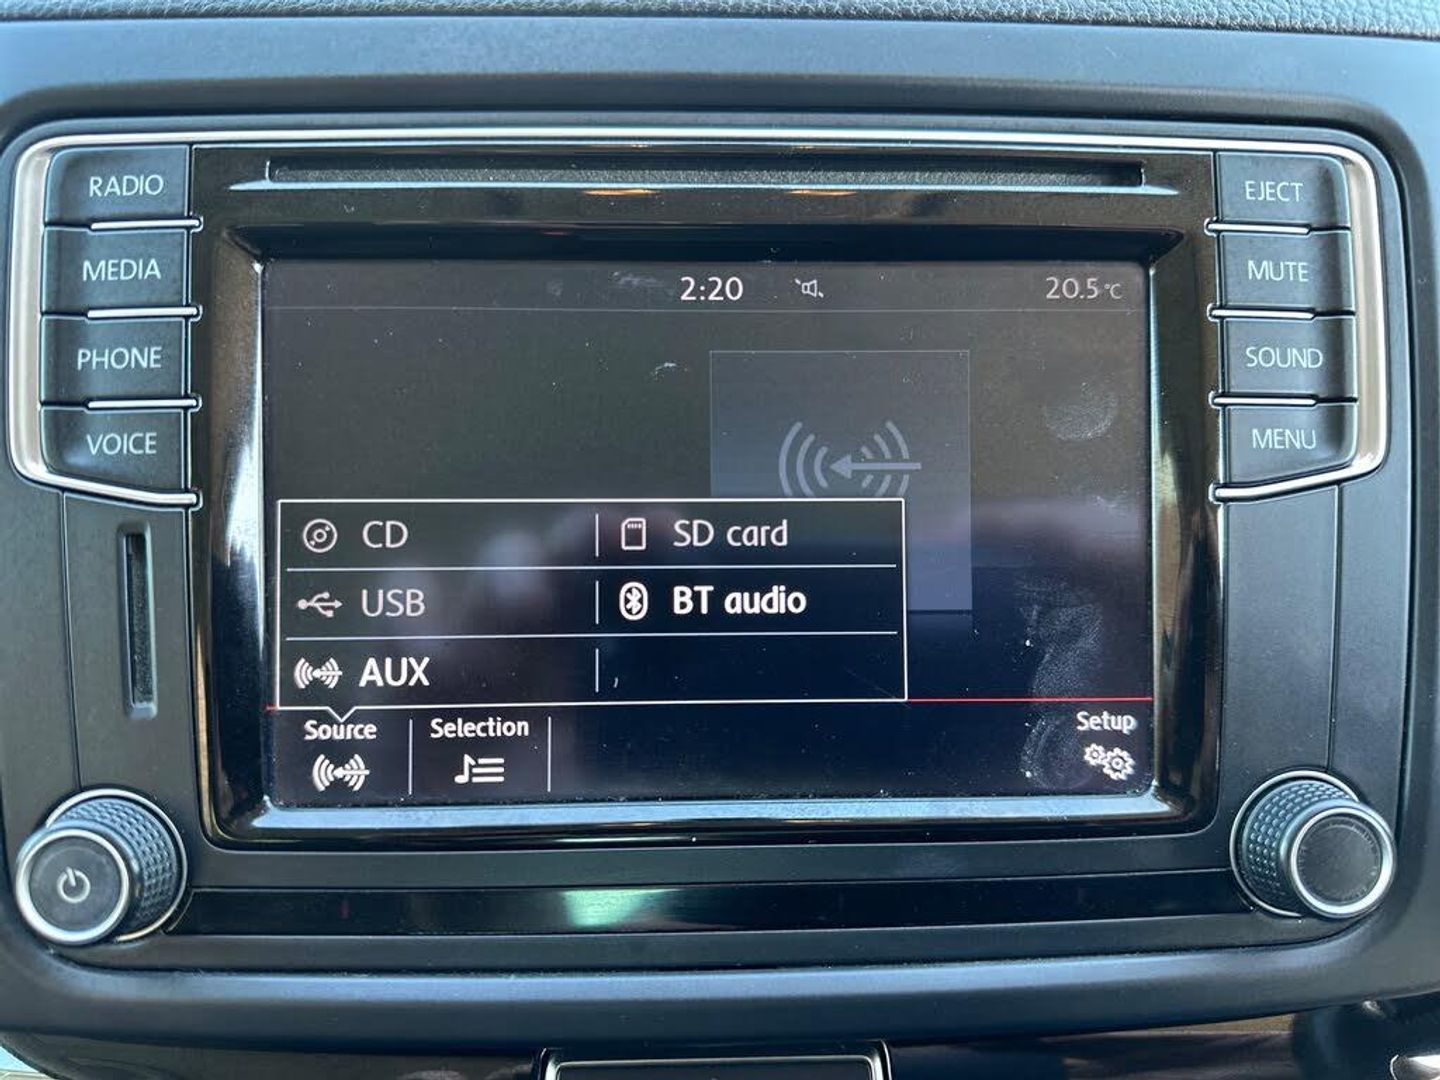 RADIO
MEDIA
PHONE
VOICE
EJECT
MUTE
SOUND
MENU
2:20
20.5 °C
CD
SD card
USB
BT audio
AUX
Source
Selection
Setup